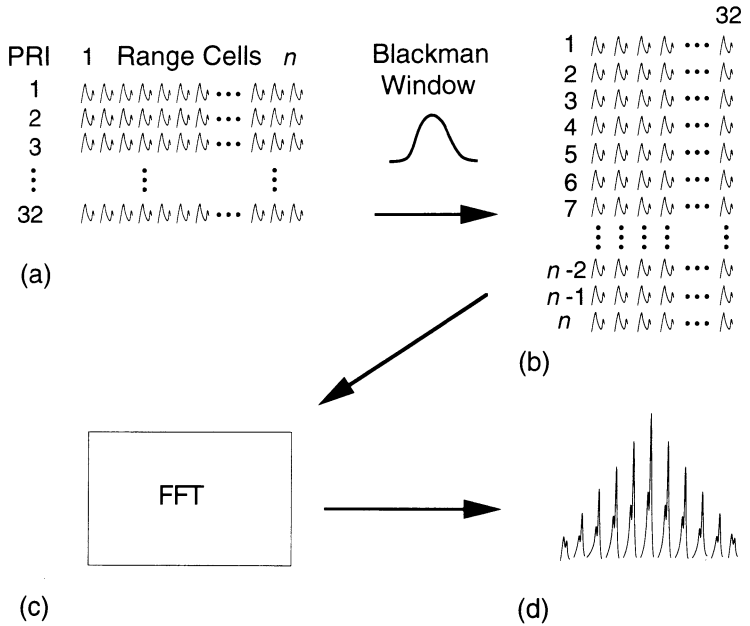 PRI 1 Range Cells n
1
2
3
32
(a)
Blackman
Window
32
1
2
3
4
5
6
7
n -2
n -1
n
(b)
FFT
(c)
(d)